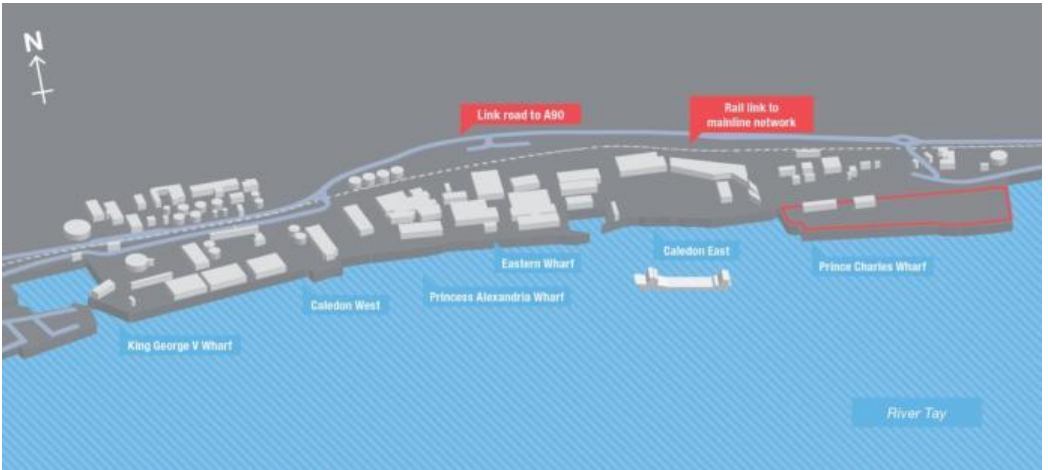 N
Link road to A90
Rail link to
mainline network
Eastern Wharf
Caledon East
Prince Charles Wharf
Princess Alexandria Wharf
Caledon West
King George V Wharf
River Tay